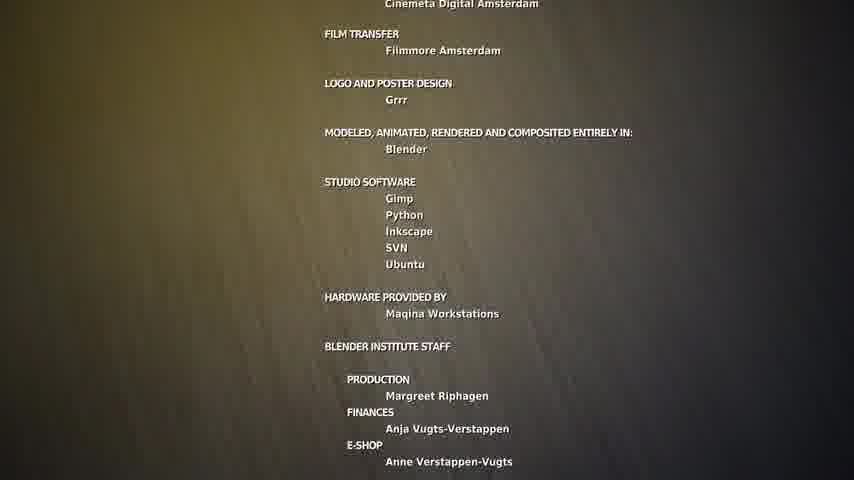 Cinemeta Digital Amsterdam
FILM TRANSFER
Filmmore Amsterdam
LOGO AND POSTER DESIGN
Grrr
MODELED, ANIMATED, RENDERED AND COMPOSITED ENTIRELY IN:
Blender
STUDIO SOFTWARE
Gimp
Python
Inkscape
SVN
Ubuntu
HARDWARE PROVIDED BY
Maqina Workstations
BLENDER INSTITUTE STAFF
PRODUCTION
Margreet Riphagen
FINANCES
Anja Vugts-Verstappen
E-SHOP
Anne Verstappen-Vugts